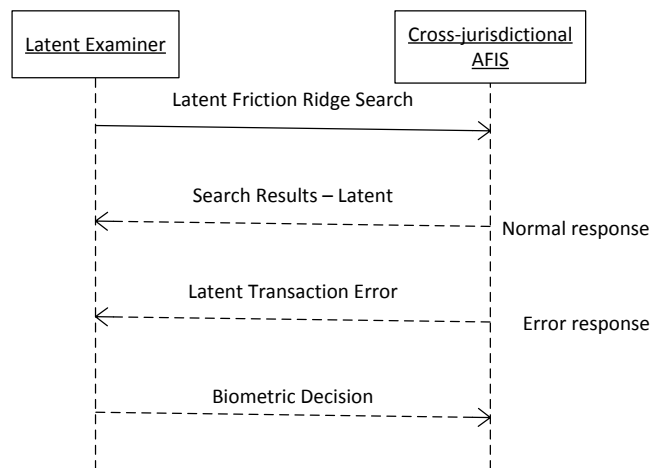 Latent Examiner
Cross-jurisdictional
AFIS
Latent Friction Ridge Search
Search Results – Latent
Normal response
Latent Transaction Error
Error response
Biometric Decision